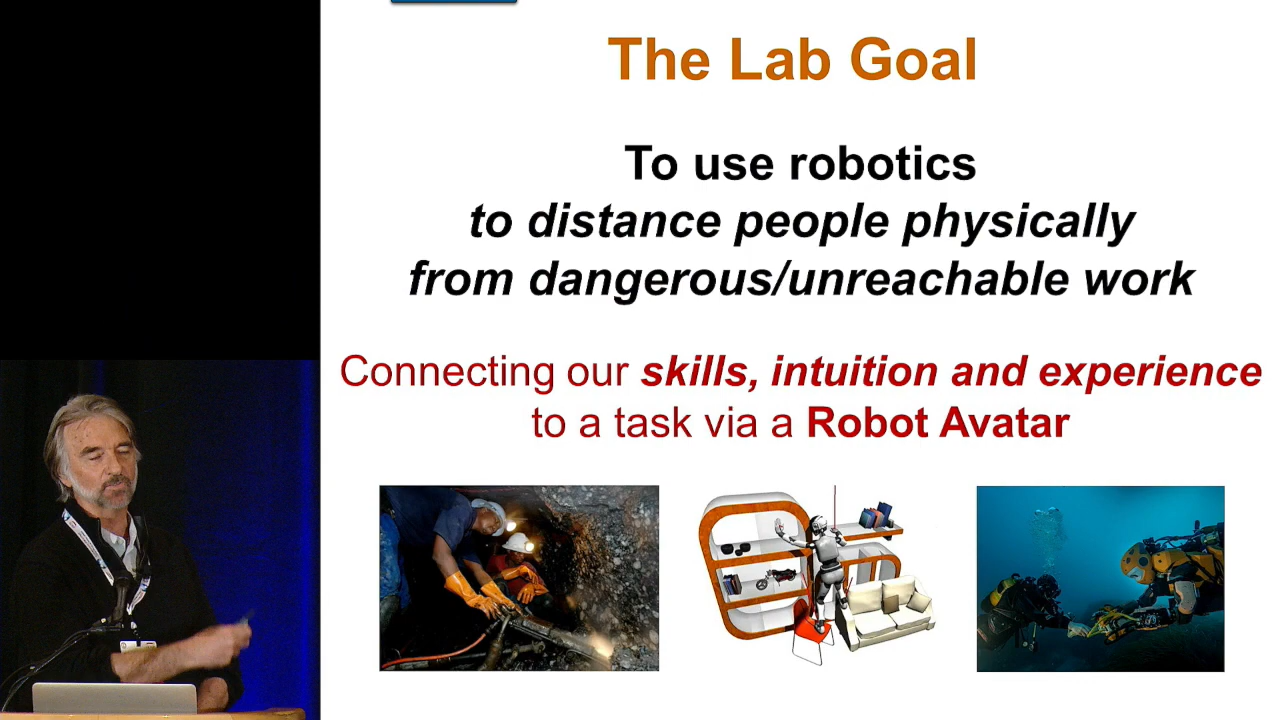 The Lab Goal
To use robotics
to distance people physically
from dangerous/unreachable work
Connecting our skills, intuition and experience
to a task via a Robot Avatar